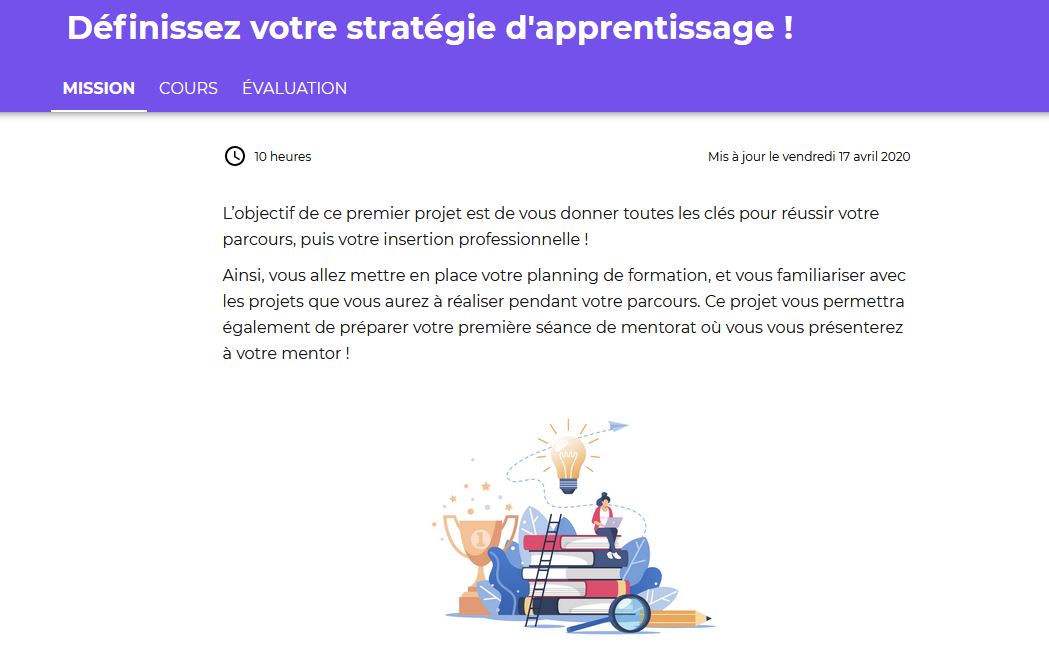 Définissez votre stratégie d'apprentissage !
MISSION COURS ÉVALUATION
10 heures Mis à jour le vendredi 17 avril 2020
L’objectif de ce premier projet est de vous donner toutes les clés pour réussir votre
parcours, puis votre insertion professionnelle !
Ainsi, vous allez mettre en place votre planning de formation, et vous familiariser avec
les projets que vous aurez à réaliser pendant votre parcours. Ce projet vous permettra
également de préparer votre première séance de mentorat où vous vous présenterez
à votre mentor !
1